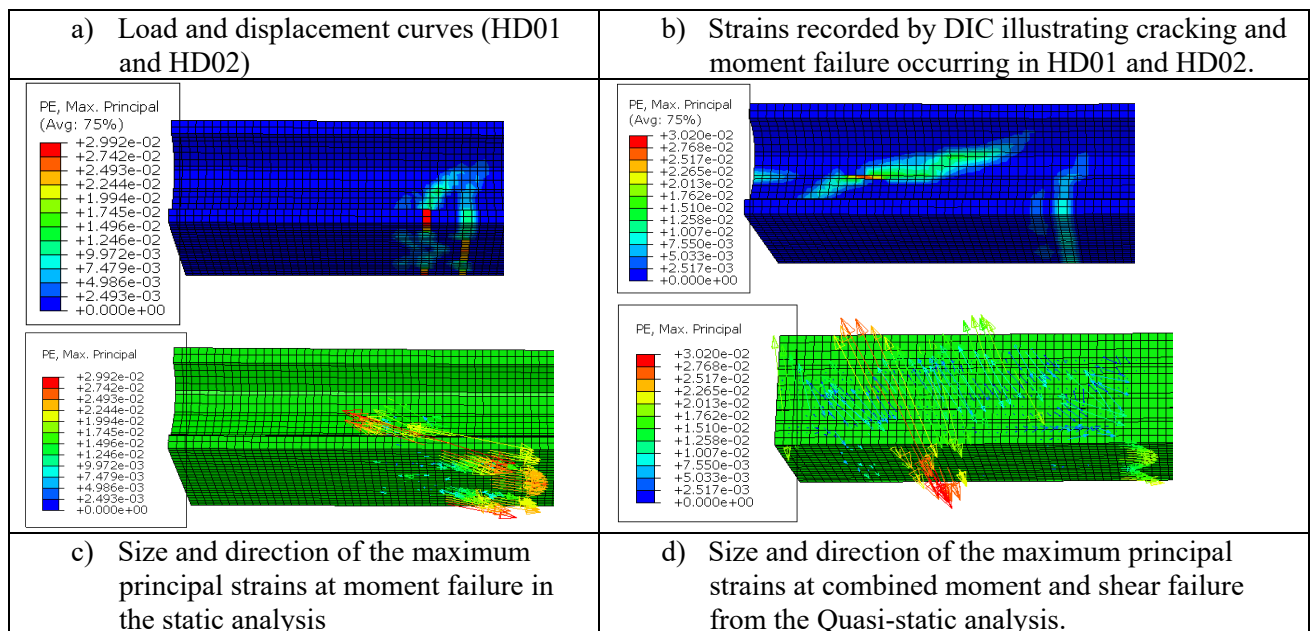 a) Load and displacement curves (HD01
and HD02)
b) Strains recorded by DIC illustrating cracking and
moment failure occurring in HD01 and HD02.
PE, Max. Principal
(Avg: 75%)
+2.992e-02
+2.742e-02
+2.493e-02
+2.244e-02
+1.994e-02
+1.745e-02
+1.496e-02
+1.246e-02
+9.972e-03
+7.479e-03
+4.986e-03
+2.493e-03
+0.000e+00
PE, Max. Principal
(Avg: 75%)
+3.020e-02
+2.768e-02
+2.517e-02
+2.265e-02
+2.013e-02
+1.762e-02
+1.510e-02
+1.258e-02
+1.007e-02
+7.550e-03
+5.033e-03
+2.517e-03
+0.000e+00
PE, Max. Principal
+2.992e-02
+2.742e-02
+2.493e-02
+2.244e-02
+1.994e-02
+1.745e-02
+1.496e-02
+1.246e-02
+9.972e-03
+7.479e-03
+4.986e-03
+2.493e-03
+0.000e+00
PE, Max. Principal
+3.020e-02
+2.768e-02
+2.517e-02
+2.265e-02
+2.013e-02
+1.762e-02
+1.510e-02
+1.258e-02
+1.007e-02
+7.550e-03
+5.033e-03
+2.517e-03
+0.000e+00
c) Size and direction of the maximum
principal strains at moment failure in
the static analysis
d) Size and direction of the maximum principal
strains at combined moment and shear failure
from the Quasi-static analysis.